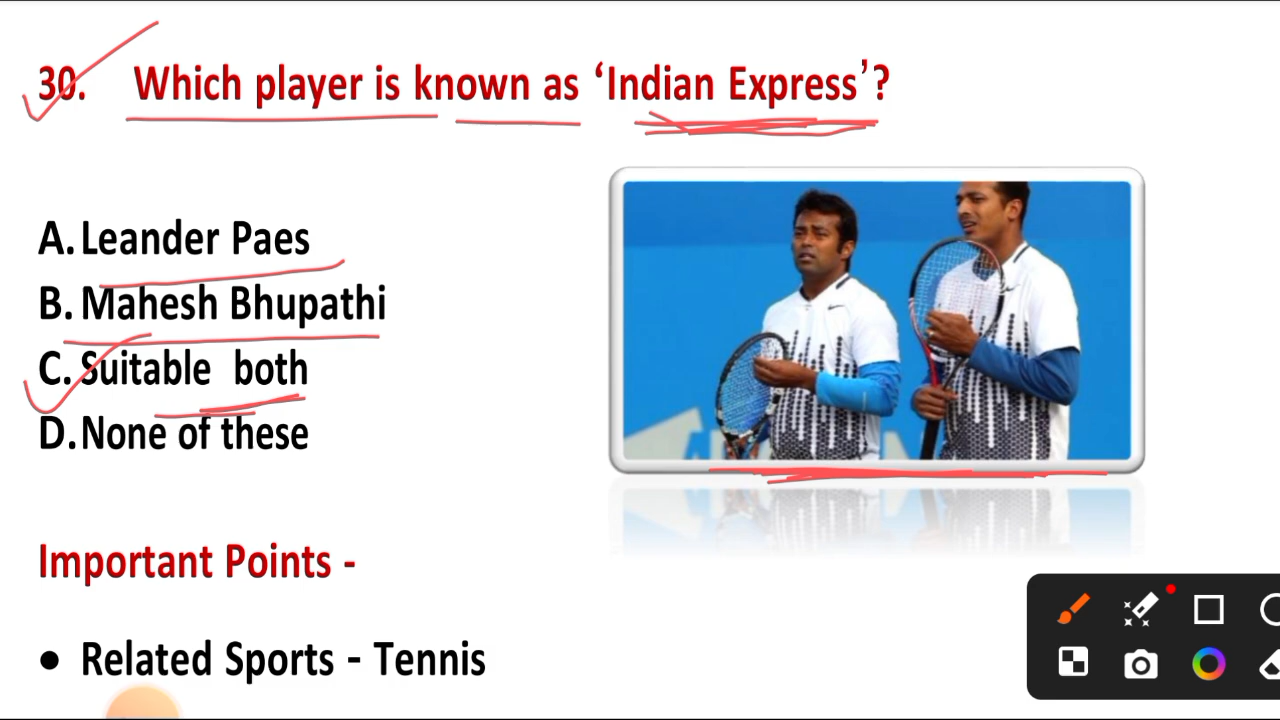 30. Which player is known as ‘Indian Express’?
A. Leander Paes
B. Mahesh Bhupathi
C. Suitable both
D. None of these
Important Points -
● Related Sports - Tennis